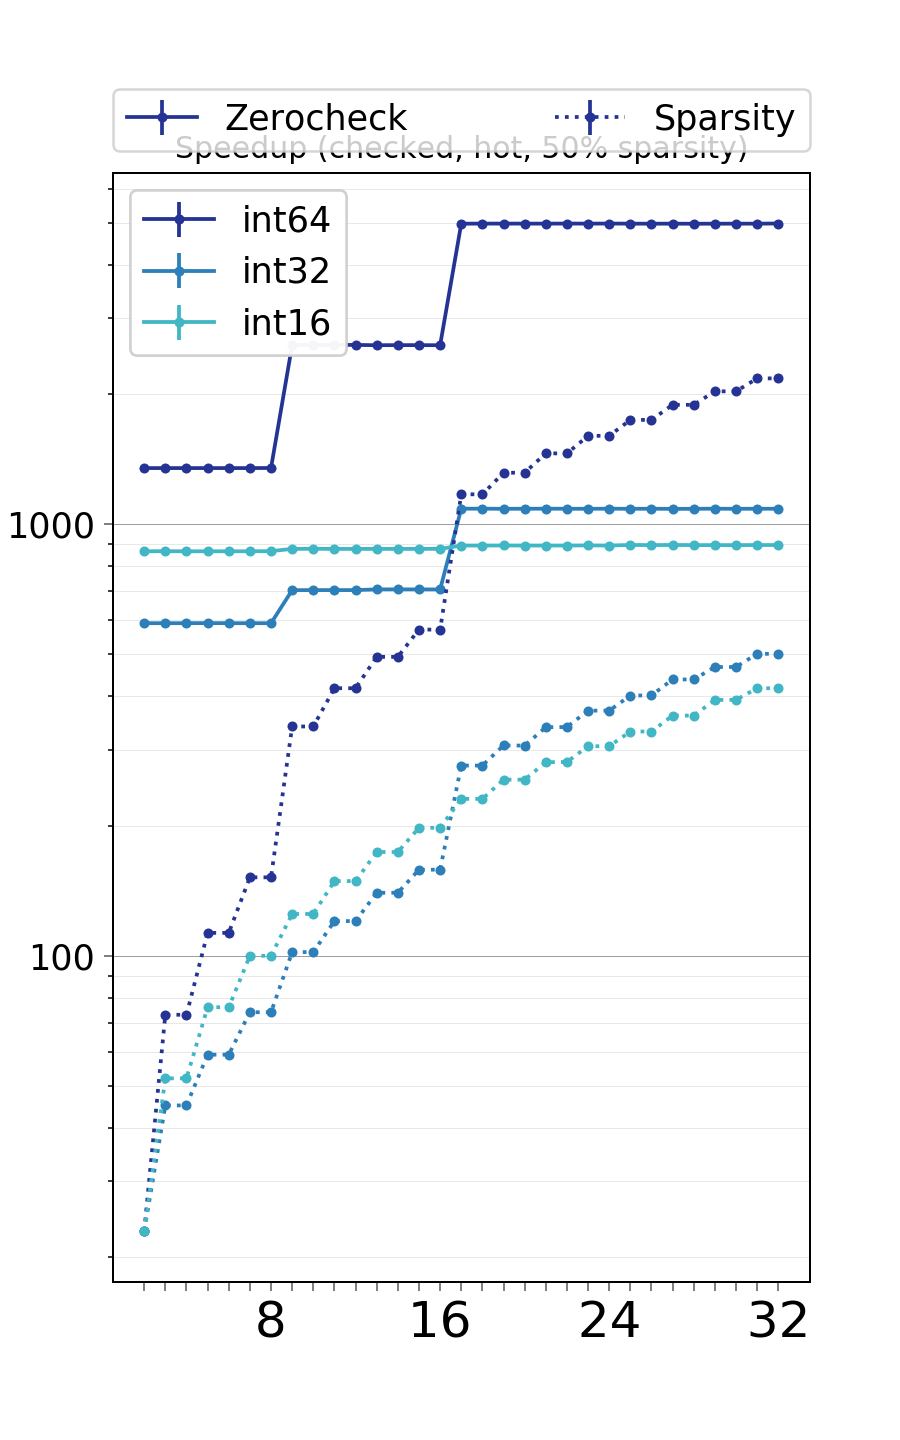 Zerocheck Sparsity
Speedup (checked, hot, 50% sparsity)
int64
int32
int16
1000
100
8 16 24 32